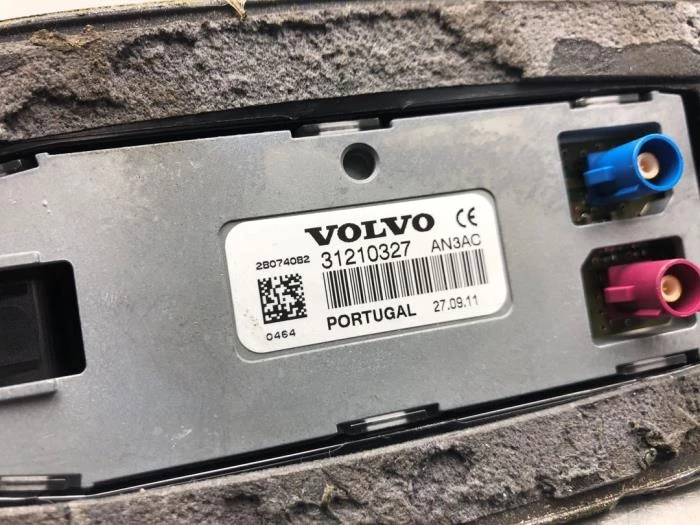 VOLVO CE
28074082 31210327 AN3AC
0464 PORTUGAL 27.09.11